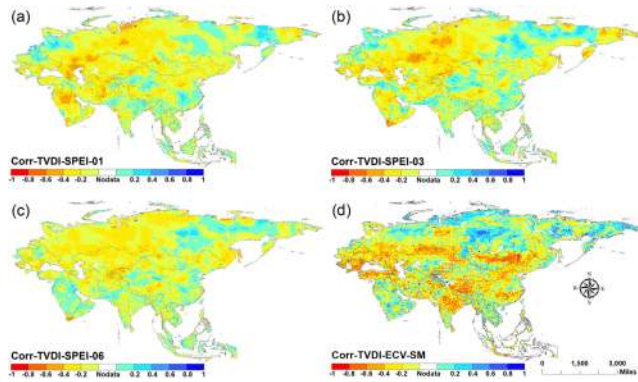 (a)
Corr-TVDI-SPEI-01
-1 -0.8 -0.6 -0.4 -0.2 Nodata 0.2 0.4 0.6 0.8 1
(b)
Corr-TVDI-SPEI-03
-1 -0.8 -0.6 -0.4 -0.2 Nodata 0.2 0.4 0.6 0.8 1
(c)
Corr-TVDI-SPEI-06
-1 -0.8 -0.6 -0.4 -0.2 Nodata 0.2 0.4 0.6 0.8 1
(d)
Corr-TVDI-ECV-SM
-1 -0.8 -0.6 -0.4 -0.2 Nodata 0.2 0.4 0.6 0.8 1
N
S
0 1,500 3,000
Miles